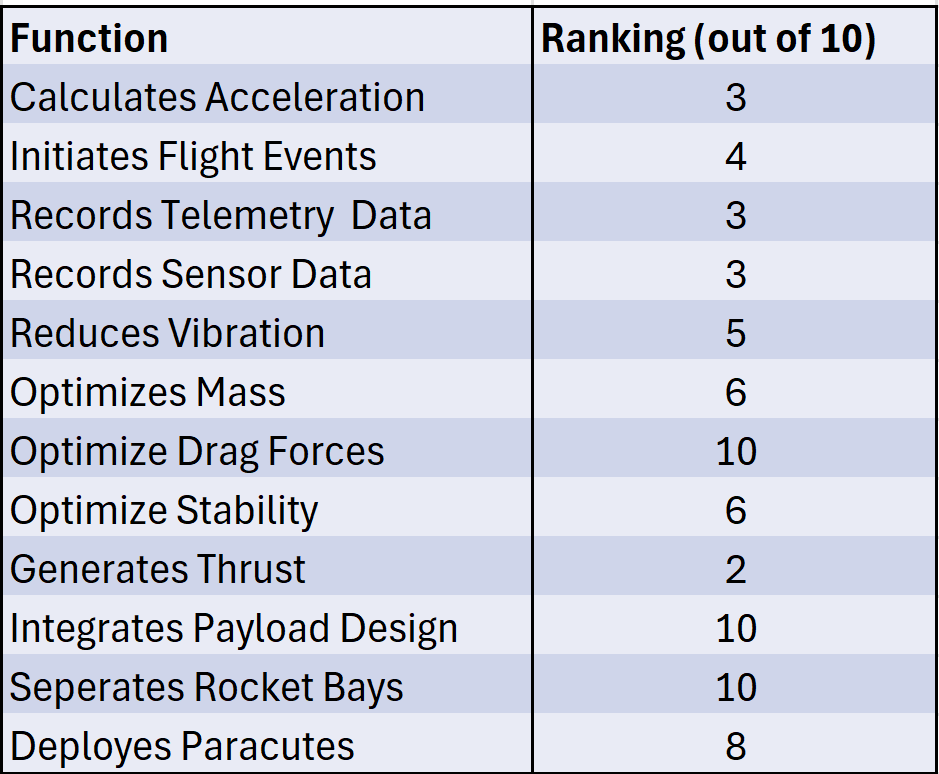 Function Ranking (out of 10)
Calculates Acceleration 3
Initiates Flight Events 4
Records Telemetry  Data 3
Records Sensor Data 3
Reduces Vibration 5
Optimizes Mass 6
Optimize Drag Forces 10
Optimize Stability 6
Generates Thrust 2
Integrates Payload Design 10
Seperates Rocket Bays 10
Deployes Paracutes 8